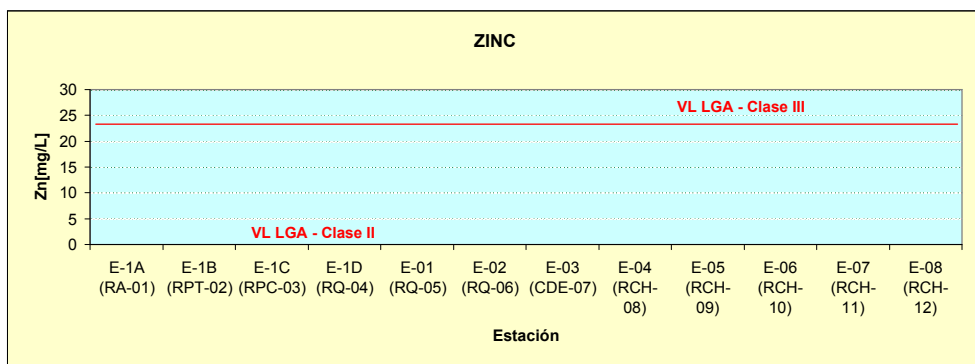 ZINC
Zn[mg/L]
30
25
20
15
10
5
0
VL LGA - Clase III
VL LGA - Clase II
E-1A E-1B E-1C E-1D E-01 E-02 E-03 E-04 E-05 E-06 E-07 E-08
(RA-01) (RPT-02) (RPC-03) (RQ-04) (RQ-05) (RQ-06) (CDE-07) (RCH- (RCH- (RCH- (RCH- (RCH-
08) 09) 10) 11) 12)
Estación